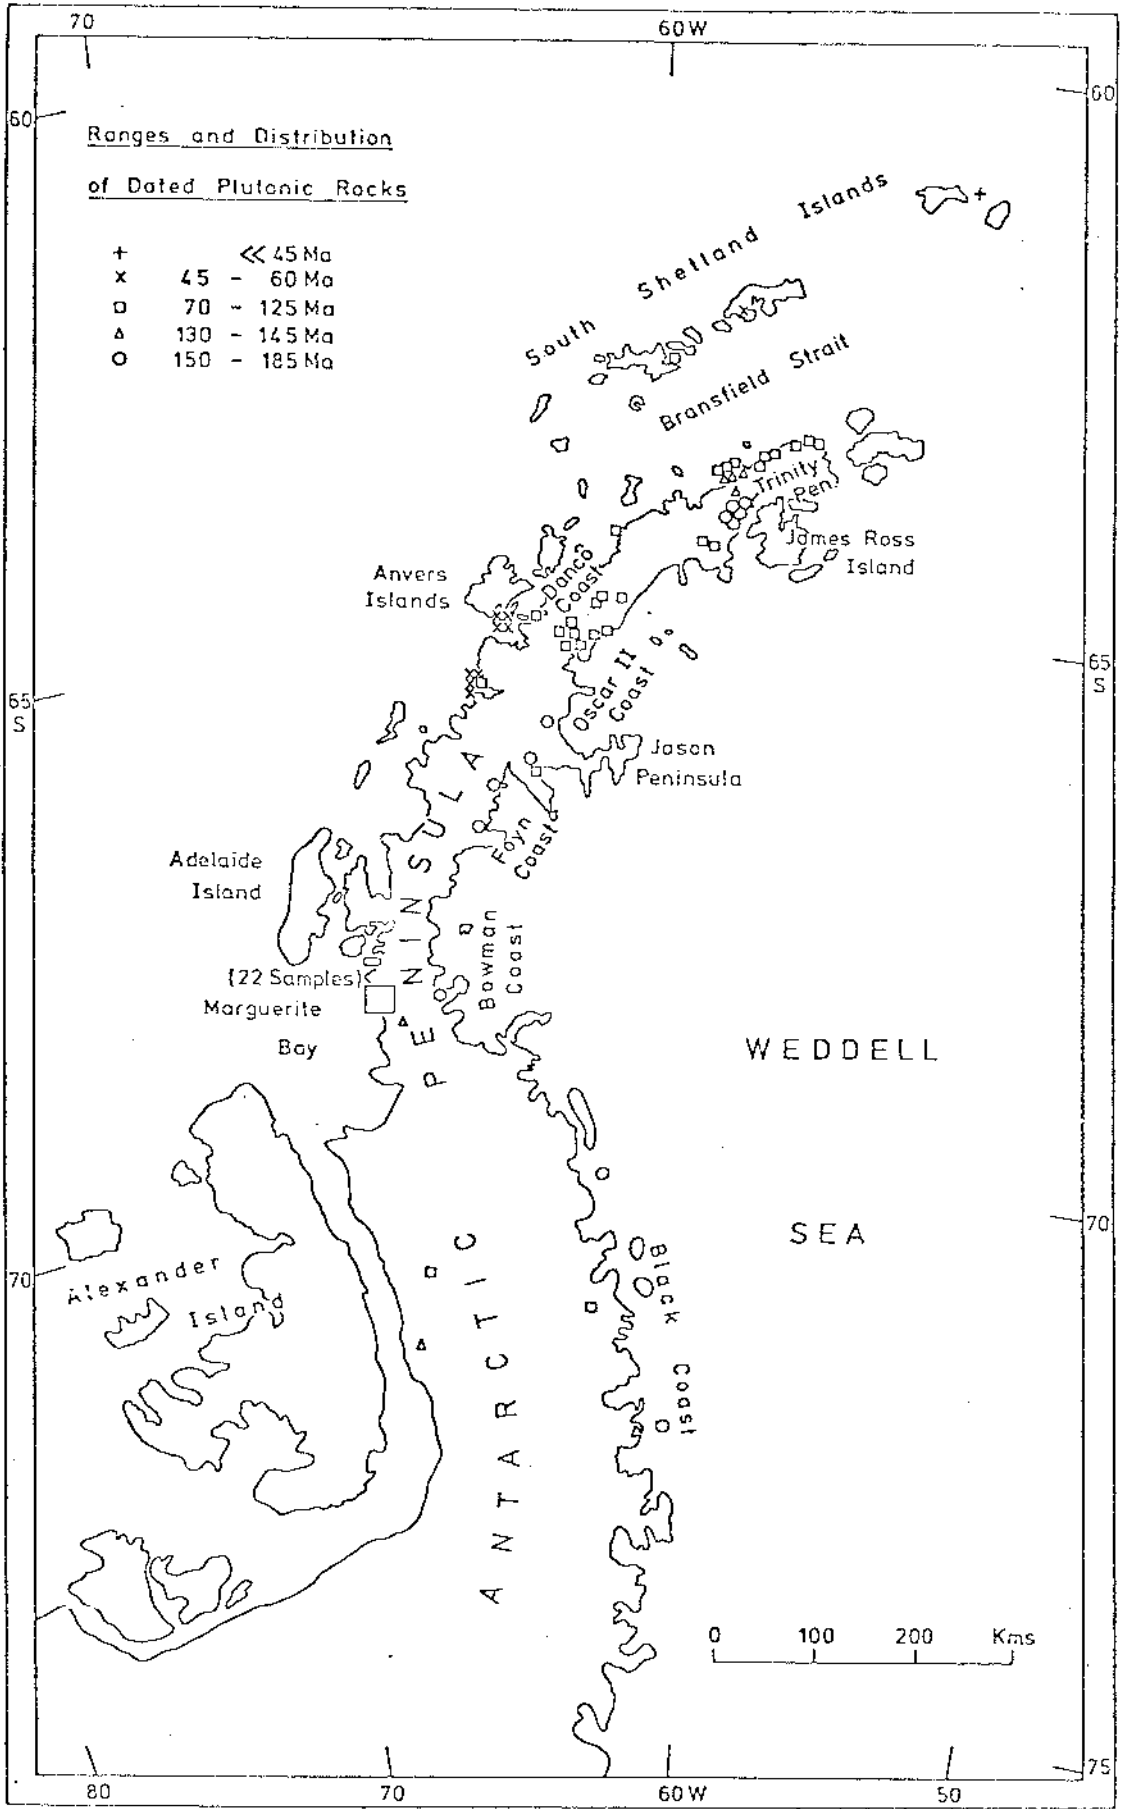 70
60W
60
60
Ranges and Distribution
of Dated Plutonic Rocks
+ << 45 Ma
x 45 - 60 Ma
□ 70 - 125 Ma
△ 130 - 145 Ma
○ 150 - 185 Ma
South Shetland Islands
Bransfield Strait
Trinity
Pen.
James Ross
Island
Anvers
Islands
Danco
Coast
65
S
65
S
Oscar II
Coast
Jason
Peninsula
Foyn
Coast
Adelaide
Island
Bowman
Coast
(22 Samples)
Marguerite
Bay
WEDDELL
SEA
70
70
Alexander
Island
Black
Coast
ANTARCTIC PENINSULA
0 100 200 Kms
75
80
70
60W
50